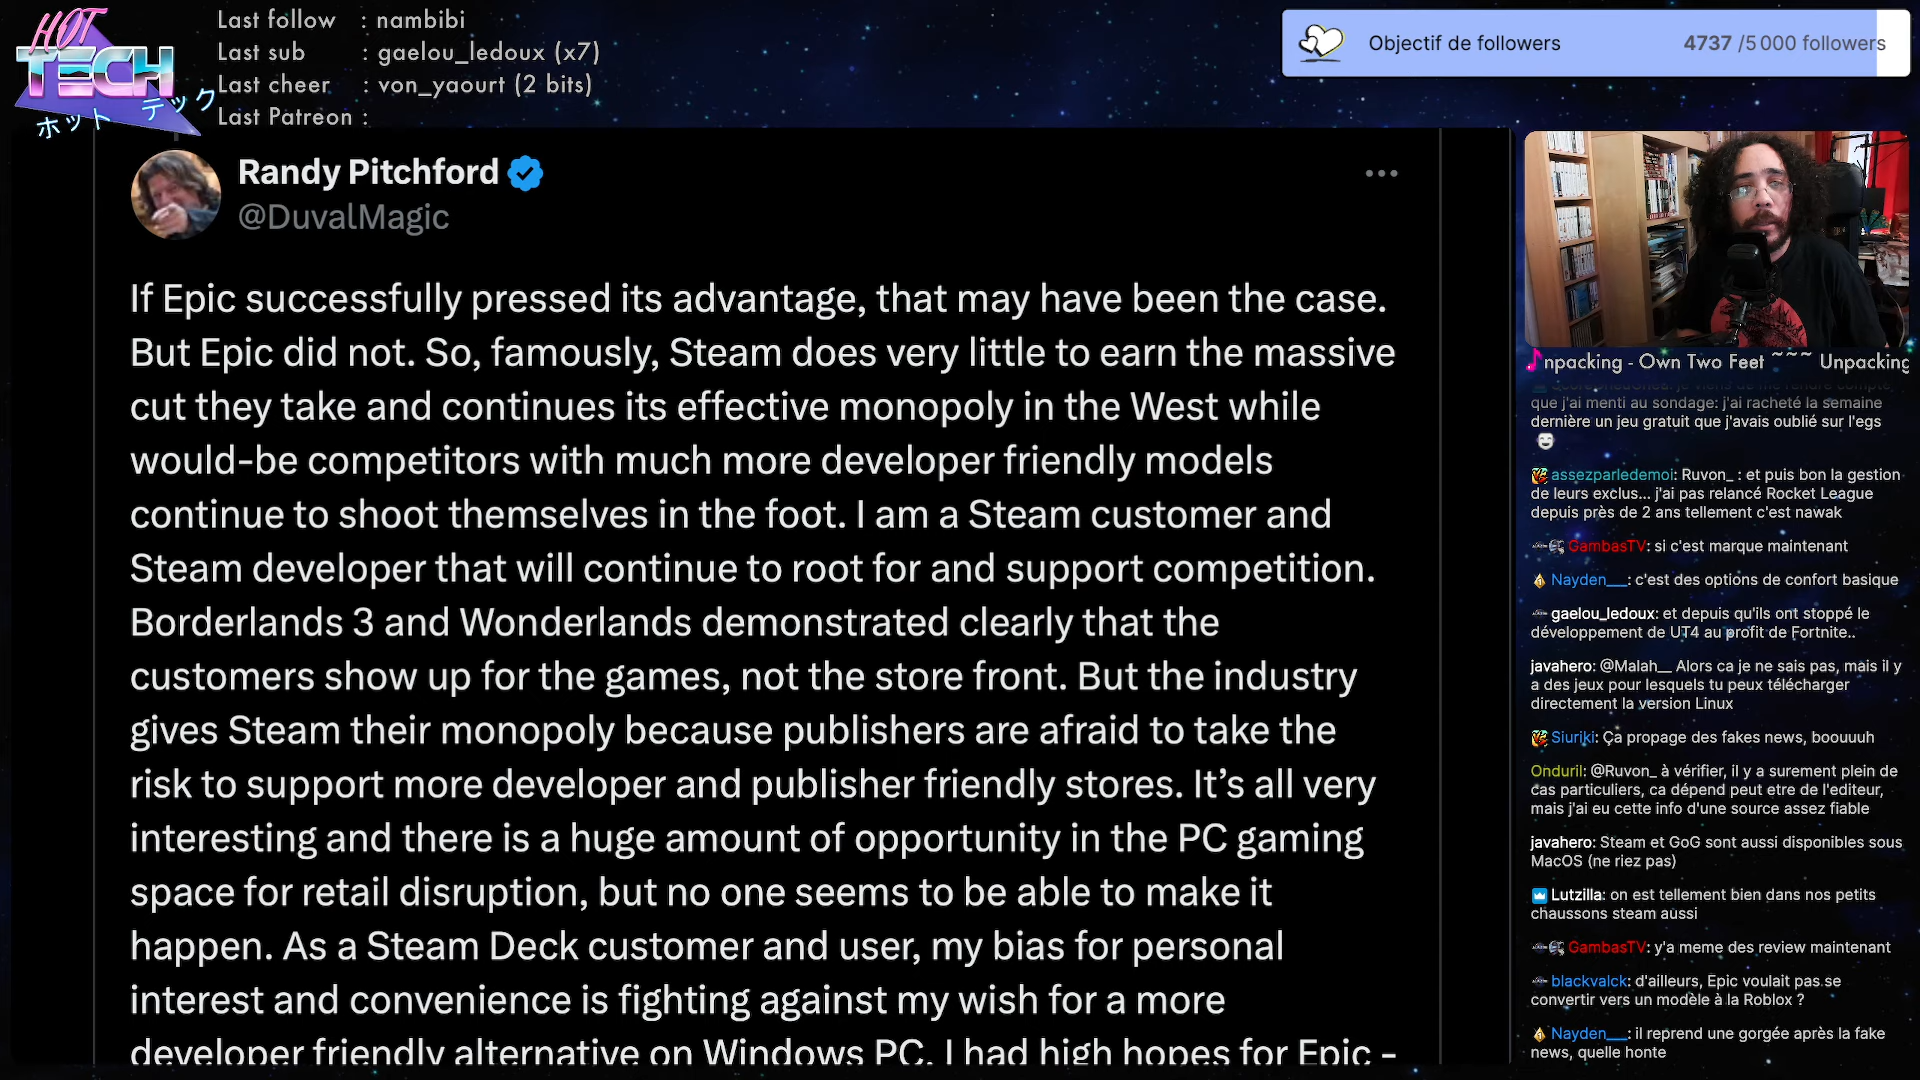 HOT
TECH
ホット テック
Last follow : nambibi
Last sub : gaelou_ledoux (x7)
Last cheer : von_yaourt (2 bits)
Last Patreon :
Objectif de followers
4737 /5 000 followers
Randy Pitchford
@DuvalMagic
If Epic successfully pressed its advantage, that may have been the case.
But Epic did not. So, famously, Steam does very little to earn the massive
cut they take and continues its effective monopoly in the West while
would-be competitors with much more developer friendly models
continue to shoot themselves in the foot. I am a Steam customer and
Steam developer that will continue to root for and support competition.
Borderlands 3 and Wonderlands demonstrated clearly that the
customers show up for the games, not the store front. But the industry
gives Steam their monopoly because publishers are afraid to take the
risk to support more developer and publisher friendly stores. It’s all very
interesting and there is a huge amount of opportunity in the PC gaming
space for retail disruption, but no one seems to be able to make it
happen. As a Steam Deck customer and user, my bias for personal
interest and convenience is fighting against my wish for a more
developer friendly alternative on Windows PC. I had high hopes for Epic -
npacking - Own Two Feet ~~~ Unpacking
que j'ai menti au sondage: j'ai racheté la semaine
dernière un jeu gratuit que j'avais oublié sur l'egs
assezparledemoi: Ruvon_ : et puis bon la gestion
de leurs exclus... j'ai pas relancé Rocket League
depuis près de 2 ans tellement c'est nawak
GambasTV: si c'est marque maintenant
Nayden___: c'est des options de confort basique
gaelou_ledoux: et depuis qu'ils ont stoppé le
développement de UT4 au profit de Fortnite..
javahero: @Malah__ Alors ca je ne sais pas, mais il y
a des jeux pour lesquels tu peux télécharger
directement la version Linux
Siuriki: Ça propage des fakes news, boouuuh
Onduril: @Ruvon_ à vérifier, il y a surement plein de
cas particuliers, ca dépend peut etre de l'editeur,
mais j'ai eu cette info d'une source assez fiable
javahero: Steam et GoG sont aussi disponibles sous
MacOS (ne riez pas)
Lutzilla: on est tellement bien dans nos petits
chaussons steam aussi
GambasTV: y'a meme des review maintenant
blackvalck: d'ailleurs, Epic voulait pas se
convertir vers un modèle à la Roblox ?
Nayden___: il reprend une gorgée après la fake
news, quelle honte